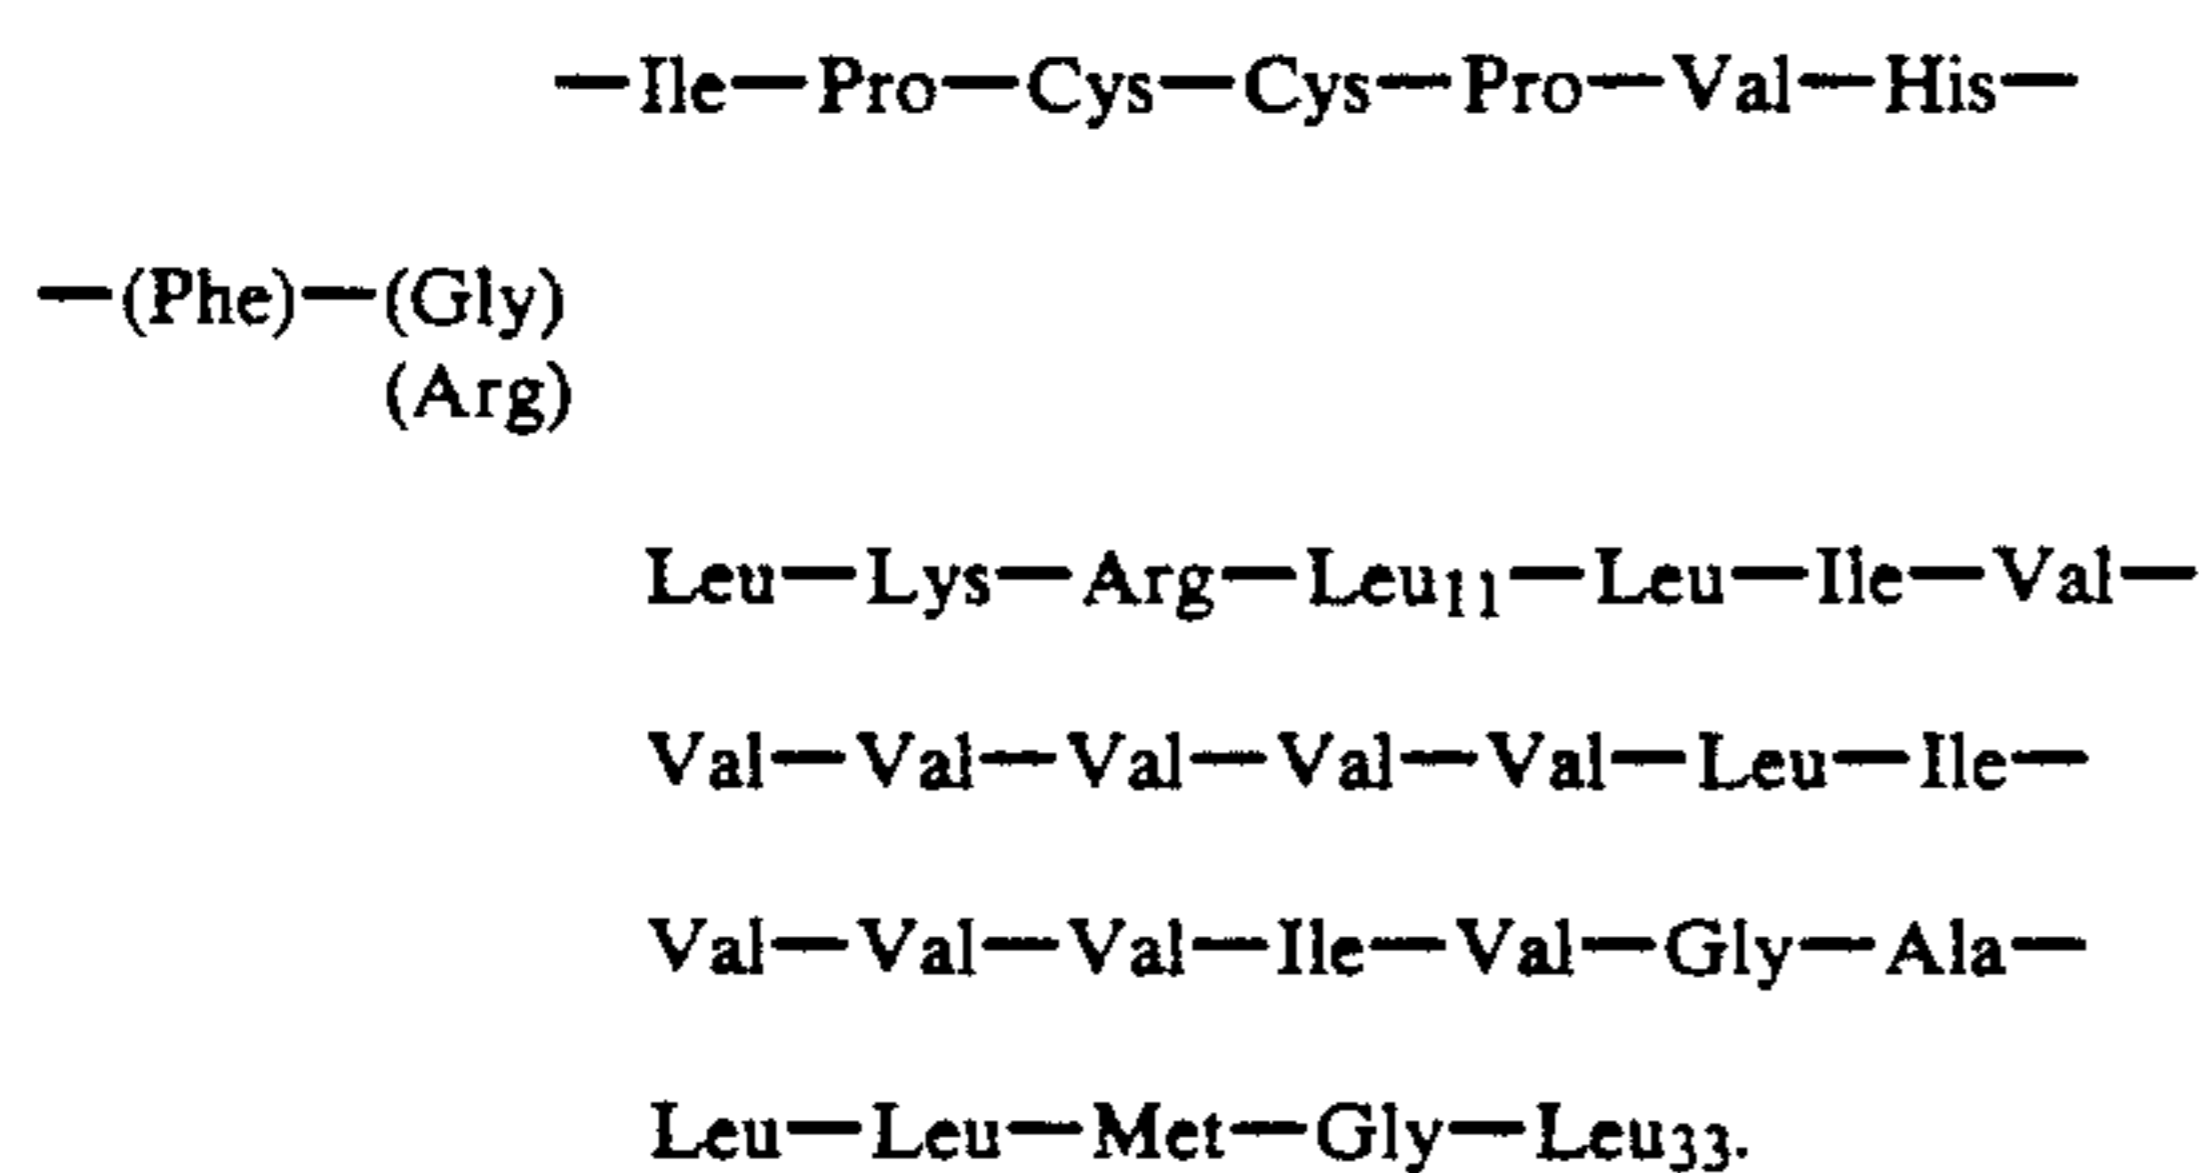 —Ile—Pro—Cys—Cys—Pro—Val—His—
—(Phe)—(Gly)
(Arg)
Leu—Lys—Arg—Leu₁₁—Leu—Ile—Val—
Val—Val—Val—Val—Val—Leu—Ile—
Val—Val—Val—Ile—Val—Gly—Ala—
Leu—Leu—Met—Gly—Leu₃₃.